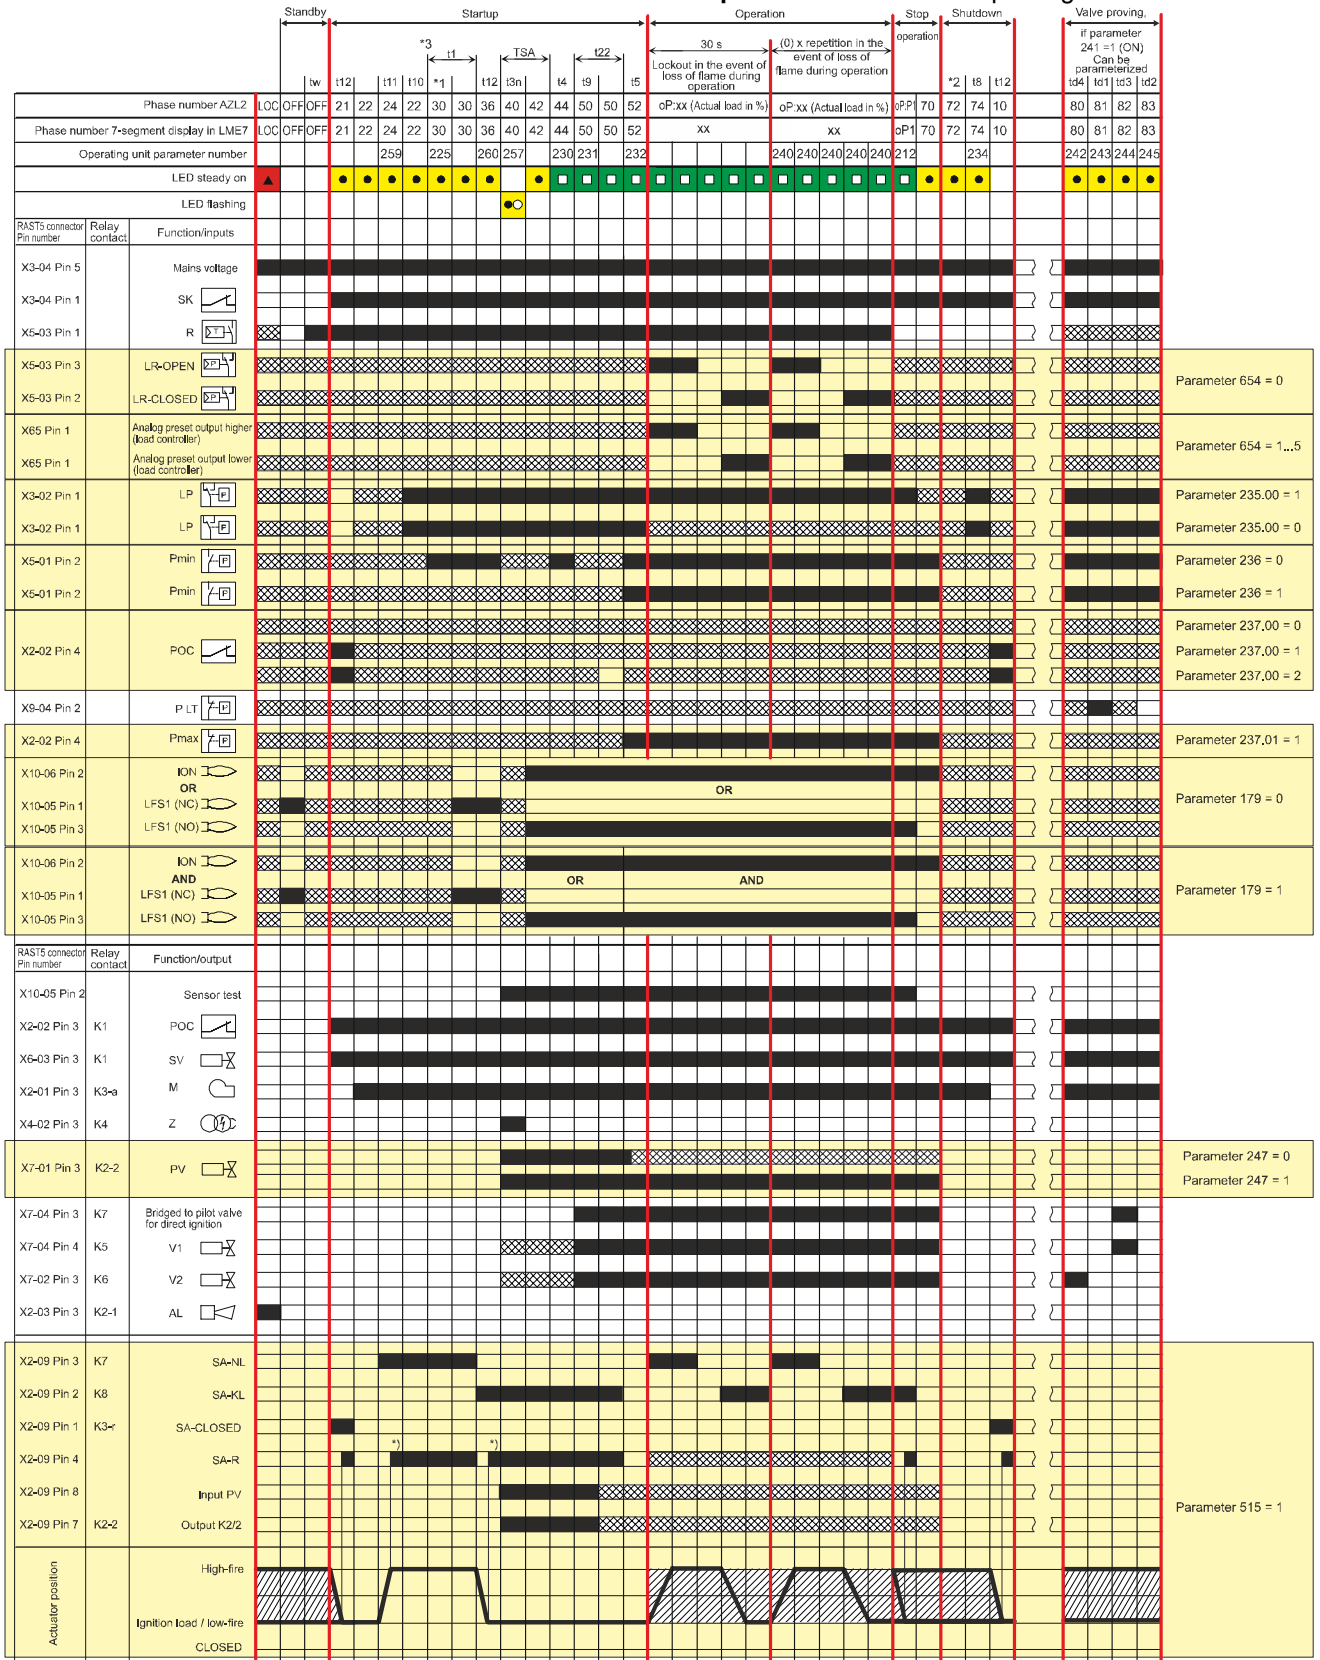 Standby Startup Operation Stop operation Shutdown Valve proving,
if parameter
241 =1 (ON)
Can be
parameterized
*3 t1 TSA t22
30 s
Lockout in the event of
loss of flame during
operation
(0) x repetition in the
event of loss of
flame during operation
tw t12 t11 t10 *1 t12 t3n t4 t9 t5 *2 t8 t12 td4 td1 td3 td2
Phase number AZL2 LOC OFF OFF 21 22 24 22 30 30 36 40 42 44 50 50 52 oP:xx (Actual load in %) oP:xx (Actual load in %) oP:P1 70 72 74 10 80 81 82 83
Phase number 7-segment display in LME7 LOC OFF OFF 21 22 24 22 30 30 36 40 42 44 50 50 52 xx xx oP1 70 72 74 10 80 81 82 83
Operating unit parameter number 259 225 260 257 230 231 232 240 240 240 240 240 212 234 242 243 244 245
LED steady on
LED flashing
RAST5 connector Pin number Relay contact Function/inputs
X3-04 Pin 5 Mains voltage
X3-04 Pin 1 SK
X5-03 Pin 1 R T
X5-03 Pin 3 LR-OPEN P
Parameter 654 = 0
X5-03 Pin 2 LR-CLOSED P
X65 Pin 1 Analog preset output higher (load controller)
Parameter 654 = 1...5
X65 Pin 1 Analog preset output lower (load controller)
X3-02 Pin 1 LP P Parameter 235.00 = 1
X3-02 Pin 1 LP P Parameter 235.00 = 0
X5-01 Pin 2 Pmin P Parameter 236 = 0
X5-01 Pin 2 Pmin P Parameter 236 = 1
Parameter 237.00 = 0
X2-02 Pin 4 POC Parameter 237.00 = 1
Parameter 237.00 = 2
X9-04 Pin 2 P LT P
X2-02 Pin 4 Pmax P Parameter 237.01 = 1
X10-06 Pin 2 ION
OR OR
Parameter 179 = 0
X10-05 Pin 1 LFS1 (NC)
X10-05 Pin 3 LFS1 (NO)
X10-06 Pin 2 ION
AND OR AND
Parameter 179 = 1
X10-05 Pin 1 LFS1 (NC)
X10-05 Pin 3 LFS1 (NO)
RAST5 connector Pin number Relay contact Function/output
X10-05 Pin 2 Sensor test
X2-02 Pin 3 K1 POC
X6-03 Pin 3 K1 SV
X2-01 Pin 3 K3-a M
X4-02 Pin 3 K4 Z
Parameter 247 = 0
X7-01 Pin 3 K2-2 PV
Parameter 247 = 1
X7-04 Pin 3 K7 Bridged to pilot valve for direct ignition
X7-04 Pin 4 K5 V1
X7-02 Pin 3 K6 V2
X2-03 Pin 3 K2-1 AL
X2-09 Pin 3 K7 SA-NL
X2-09 Pin 2 K8 SA-KL
X2-09 Pin 1 K3-r SA-CLOSED
*) *)
X2-09 Pin 4 SA-R
X2-09 Pin 8 Input PV
Parameter 515 = 1
X2-09 Pin 7 K2-2 Output K2/2
Actuator position
High-fire
Ignition load / low-fire
CLOSED